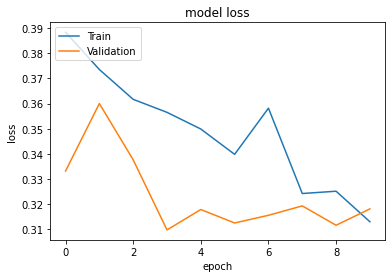 model loss
0.39
0.38
0.37
0.36
0.35
0.34
0.33
0.32
0.31
loss
Train
Validation
0 2 4 6 8
epoch